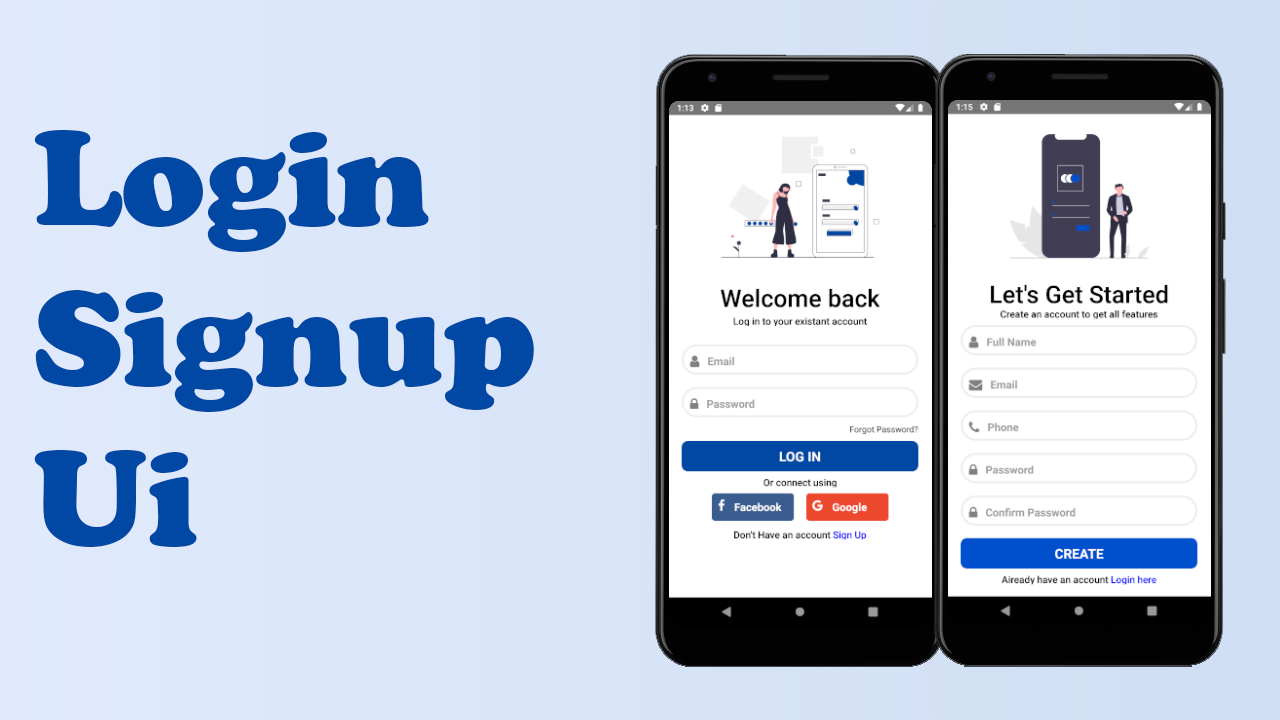 Login
Signup
Ui
1:13
Welcome back
Log in to your existant account
Email
Password
Forgot Password?
LOG IN
Or connect using
f Facebook
G Google
Don't Have an account Sign Up
1:15
Let's Get Started
Create an account to get all features
Full Name
Email
Phone
Password
Confirm Password
CREATE
Already have an account Login here